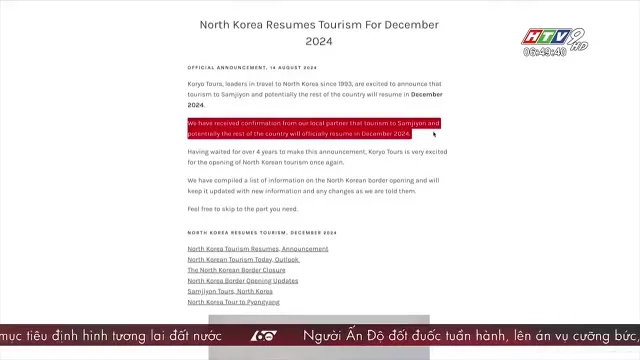 North Korea Resumes Tourism For December
2024
HTV9 HD
06:49:40
OFFICIAL ANNOUNCEMENT, 14 AUGUST 2024
Koryo Tours, leaders in travel to North Korea since 1993, are excited to announce that
tourism to Samjiyon and potentially the rest of the country will resume in December
2024.
We have received confirmation from our local partner that tourism to Samjiyon and
potentially the rest of the country will officially resume in December 2024.
Having waited for over 4 years to make this announcement, Koryo Tours is very excited
for the opening of North Korean tourism once again.
We have compiled a list of information on the North Korean border opening and will
keep it updated with new information and any changes as we are told them.
Feel free to skip to the part you need.
NORTH KOREA RESUMES TOURISM, DECEMBER 2024
North Korea Tourism Resumes, Announcement
North Korean Tourism Today, Outlook
The North Korean Border Closure
North Korea Border Opening Updates
Samjiyon Tours, North Korea
North Korea Tour to Pyongyang
mục tiêu định hình tương lai đất nước
Người Ấn Độ đốt đuốc tuần hành, lên án vụ cưỡng bức